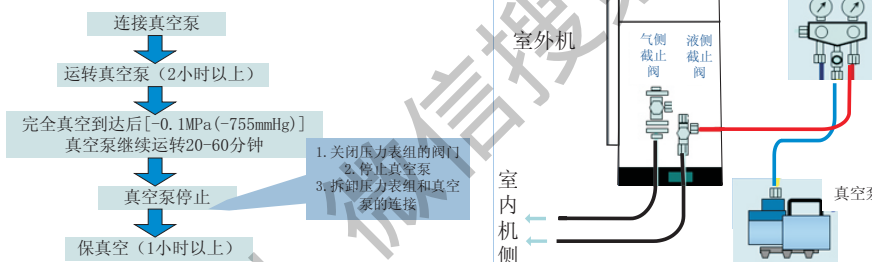 连接真空泵
运转真空泵（2小时以上）
完全真空到达后[-0.1MPa(-755mmHg)]
真空泵继续运转20-60分钟
1.关闭压力表组的阀门
2.停止真空泵
3.拆卸压力表组和真空
泵的连接
真空泵停止
保真空（1小时以上）
室外机
气侧
截止
阀
液侧
截止
阀
室
内
机
侧
真空泵
微信搜